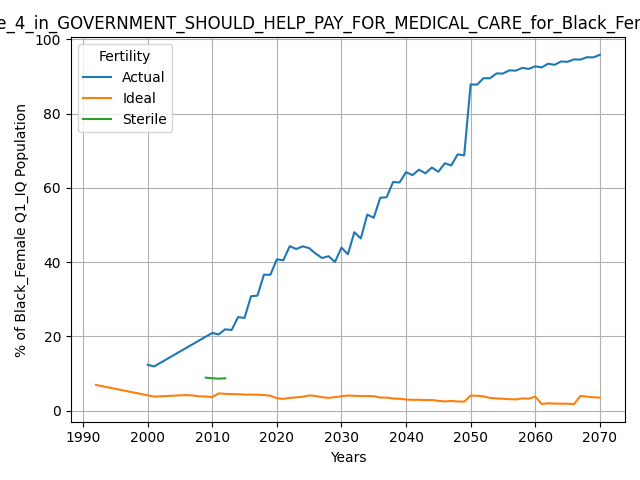 e_4_in_GOVERNMENT_SHOULD_HELP_PAY_FOR_MEDICAL_CARE_for_Black_Fer
Fertility
Actual
Ideal
Sterile
% of Black_Female Q1_IQ Population
100
80
60
40
20
0
1990 2000 2010 2020 2030 2040 2050 2060 2070
Years